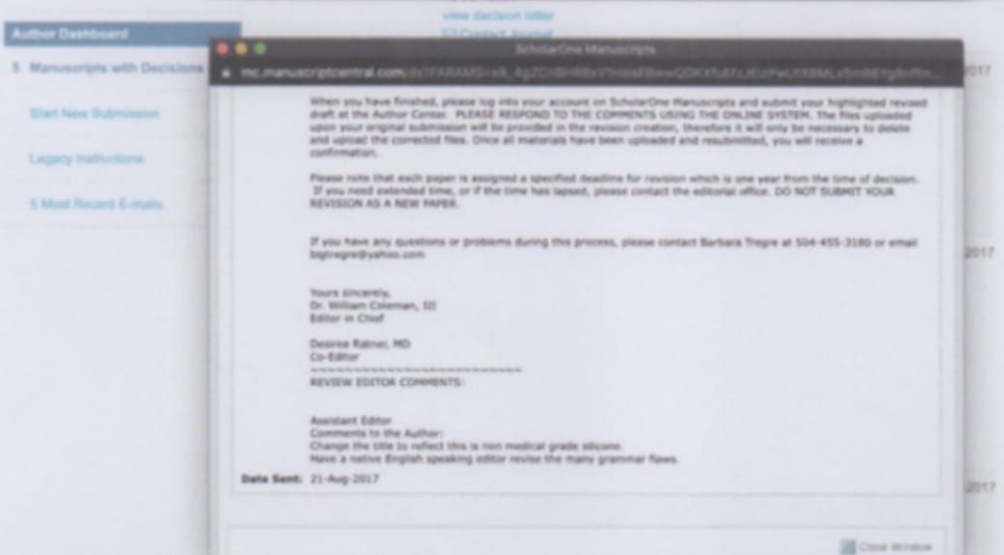 view decision letter
Contact Journal
Author Dashboard
5 Manuscripts with Decisions
Start New Submission
Legacy Instructions
5 Most Recent E-mails
ScholarOne Manuscripts
mc.manuscriptcentral.com
2017
When you have finished, please log into your account on ScholarOne Manuscripts and submit your highlighted revised
draft at the Author Center. PLEASE RESPOND TO THE COMMENTS USING THE ONLINE SYSTEM. The files uploaded
upon your original submission will be provided in the revision creation, therefore it will only be necessary to delete
and upload the corrected files. Once all materials have been uploaded and resubmitted, you will receive a
confirmation.
Please note that each paper is assigned a specified deadline for revision which is one year from the time of decision.
If you need extended time, or if the time has lapsed, please contact the editorial office. DO NOT SUBMIT YOUR
REVISION AS A NEW PAPER.
If you have any questions or problems during this process, please contact Barbara Tregre at 504-455-3180 or email
bigtregre@yahoo.com
-2017
Yours sincerely,
Dr. William Coleman, III
Editor in Chief
Desiree Ratner, MD
Co-Editor
~~~~~~~~~~~~~~~~~~~~~~~~~
REVIEW EDITOR COMMENTS:
Assistant Editor
Comments to the Author:
Change the title to reflect this is non medical grade silicone.
Have a native English speaking editor revise the many grammar flaws.
Date Sent: 21-Aug-2017
-2017
Close Window